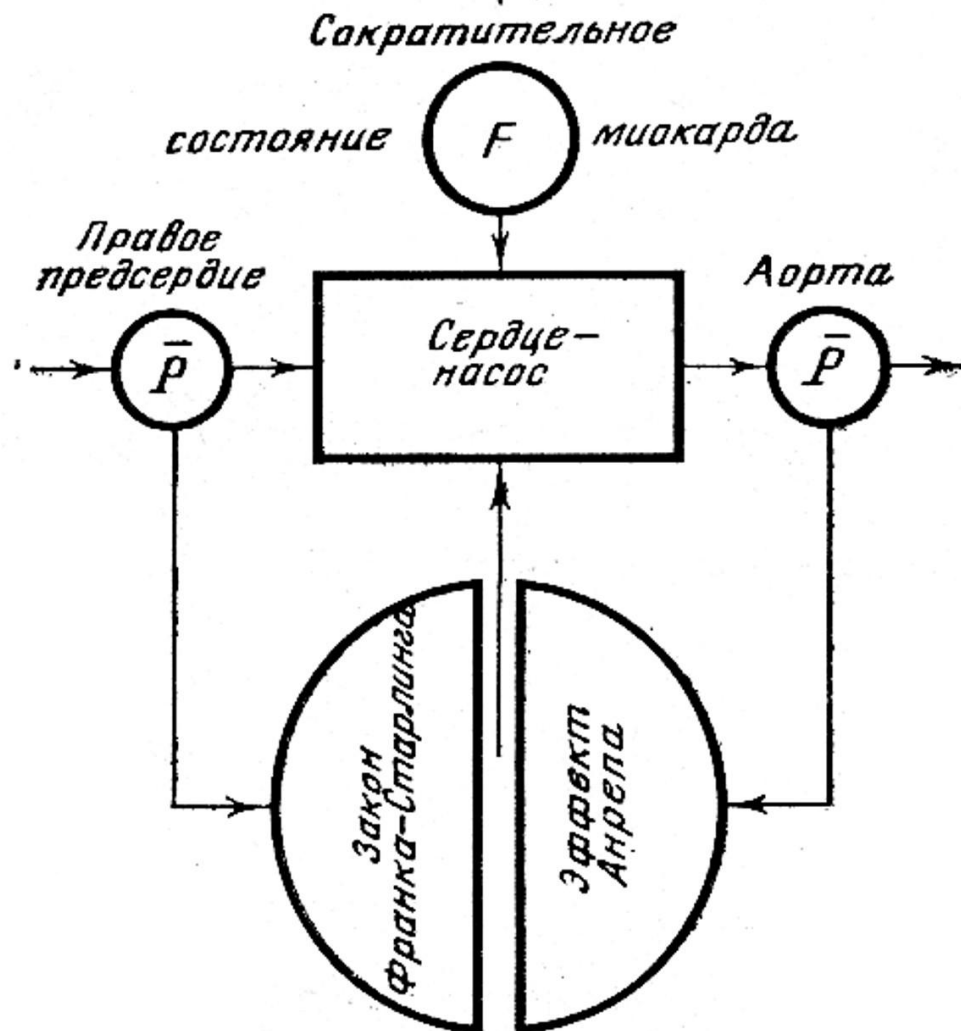 Сократительное
состояние F миокарда
Правое
предсердие
P̄
Сердце-
насос
Аорта
P̄
Закон
Франка-Старлинга
Эффект
Анрепа